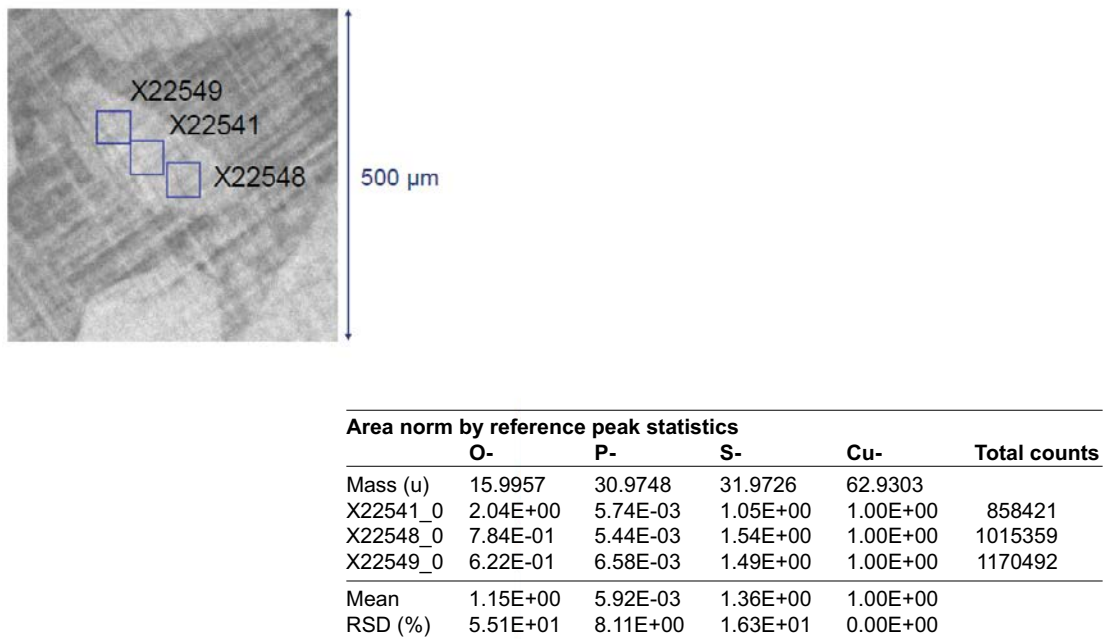 X22549
X22541
X22548
500 µm
Area norm by reference peak statistics
O- P- S- Cu- Total counts
Mass (u) 15.9957 30.9748 31.9726 62.9303
X22541_0 2.04E+00 5.74E-03 1.05E+00 1.00E+00 858421
X22548_0 7.84E-01 5.44E-03 1.54E+00 1.00E+00 1015359
X22549_0 6.22E-01 6.58E-03 1.49E+00 1.00E+00 1170492
Mean 1.15E+00 5.92E-03 1.36E+00 1.00E+00
RSD (%) 5.51E+01 8.11E+00 1.63E+01 0.00E+00